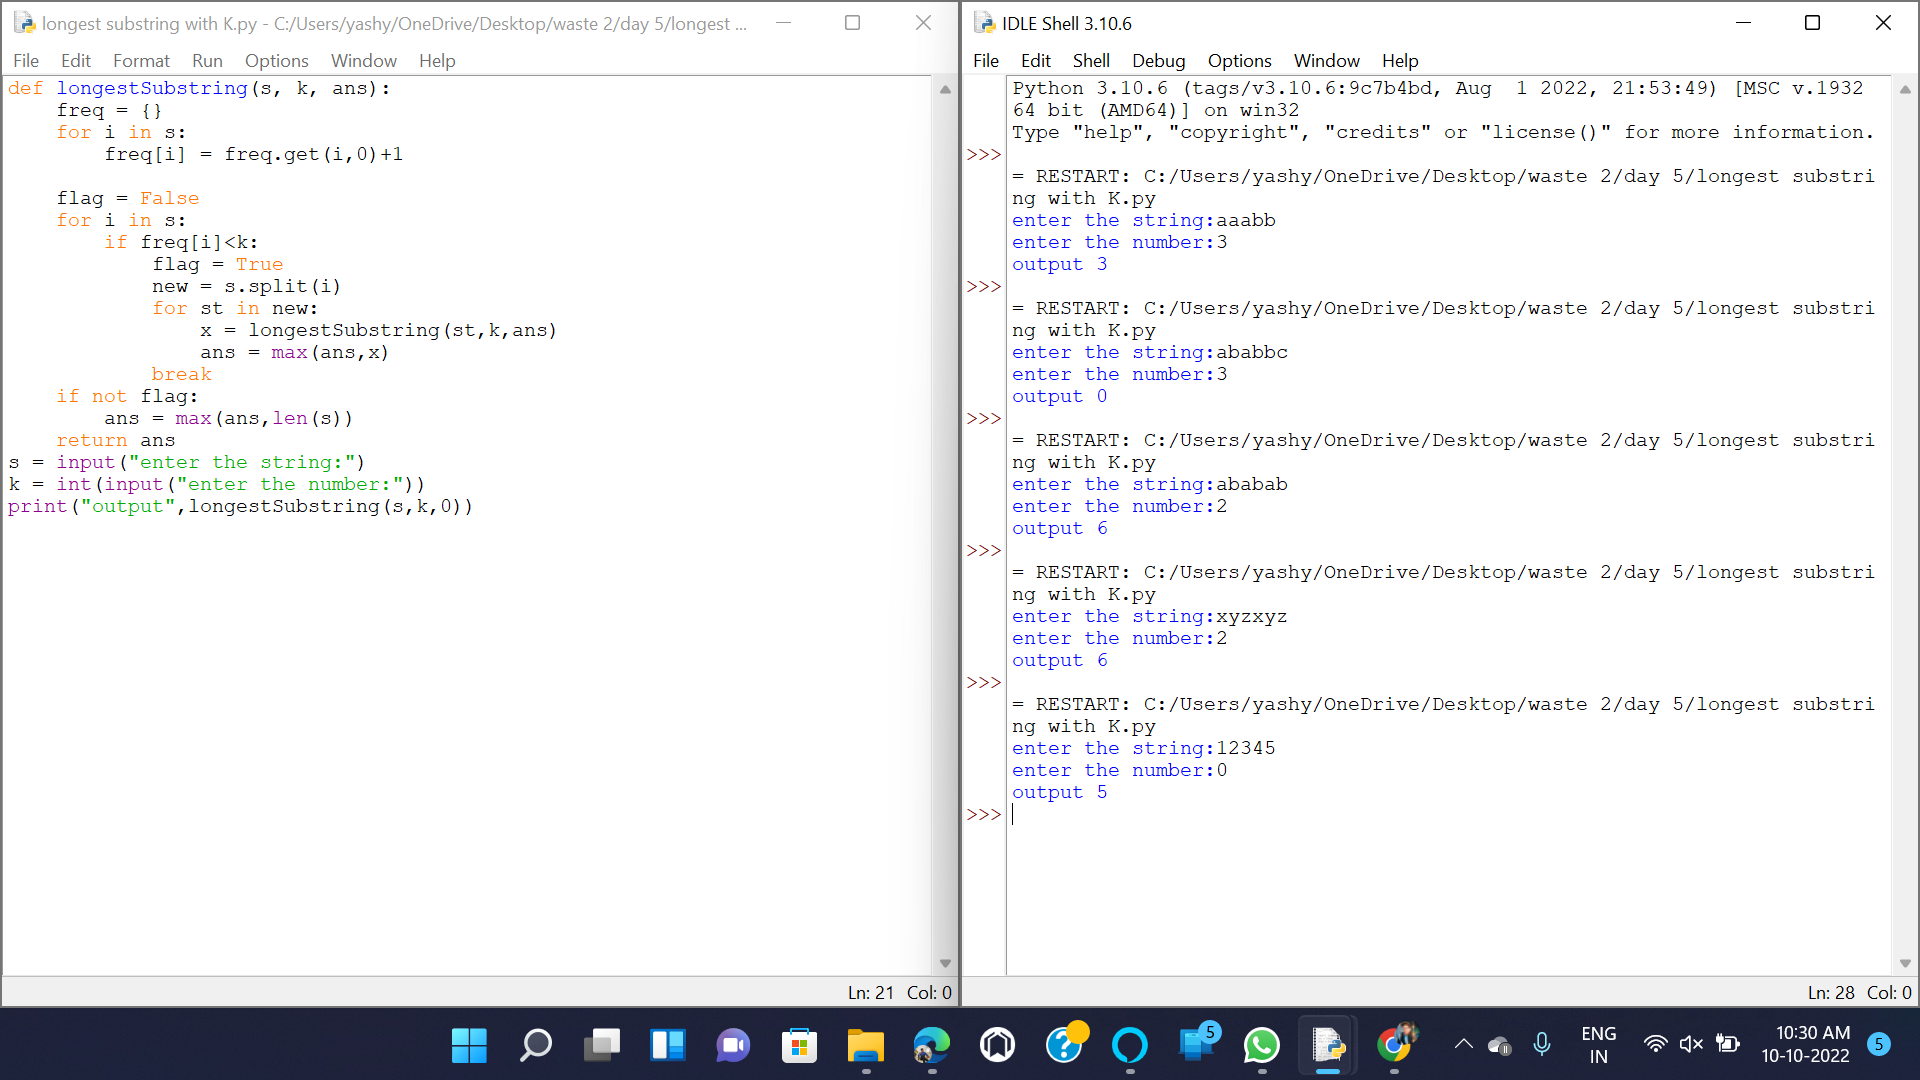 longest substring with K.py - C:/Users/yashy/OneDrive/Desktop/waste 2/day 5/longest ...
File Edit Format Run Options Window Help
def longestSubstring(s, k, ans):
    freq = {}
    for i in s:
        freq[i] = freq.get(i,0)+1
    flag = False
    for i in s:
        if freq[i]<k:
            flag = True
            new = s.split(i)
            for st in new:
                x = longestSubstring(st,k,ans)
                ans = max(ans,x)
            break
    if not flag:
        ans = max(ans,len(s))
    return ans
s = input("enter the string:")
k = int(input("enter the number:"))
print("output",longestSubstring(s,k,0))
Ln: 21 Col: 0
IDLE Shell 3.10.6
File Edit Shell Debug Options Window Help
Python 3.10.6 (tags/v3.10.6:9c7b4bd, Aug  1 2022, 21:53:49) [MSC v.1932
64 bit (AMD64)] on win32
Type "help", "copyright", "credits" or "license()" for more information.
>>>
= RESTART: C:/Users/yashy/OneDrive/Desktop/waste 2/day 5/longest substri
ng with K.py
enter the string:aaabb
enter the number:3
output 3
>>>
= RESTART: C:/Users/yashy/OneDrive/Desktop/waste 2/day 5/longest substri
ng with K.py
enter the string:ababbc
enter the number:3
output 0
>>>
= RESTART: C:/Users/yashy/OneDrive/Desktop/waste 2/day 5/longest substri
ng with K.py
enter the string:ababab
enter the number:2
output 6
>>>
= RESTART: C:/Users/yashy/OneDrive/Desktop/waste 2/day 5/longest substri
ng with K.py
enter the string:xyzxyz
enter the number:2
output 6
>>>
= RESTART: C:/Users/yashy/OneDrive/Desktop/waste 2/day 5/longest substri
ng with K.py
enter the string:12345
enter the number:0
output 5
>>>
Ln: 28 Col: 0
5
ENG
IN
10:30 AM
10-10-2022
5